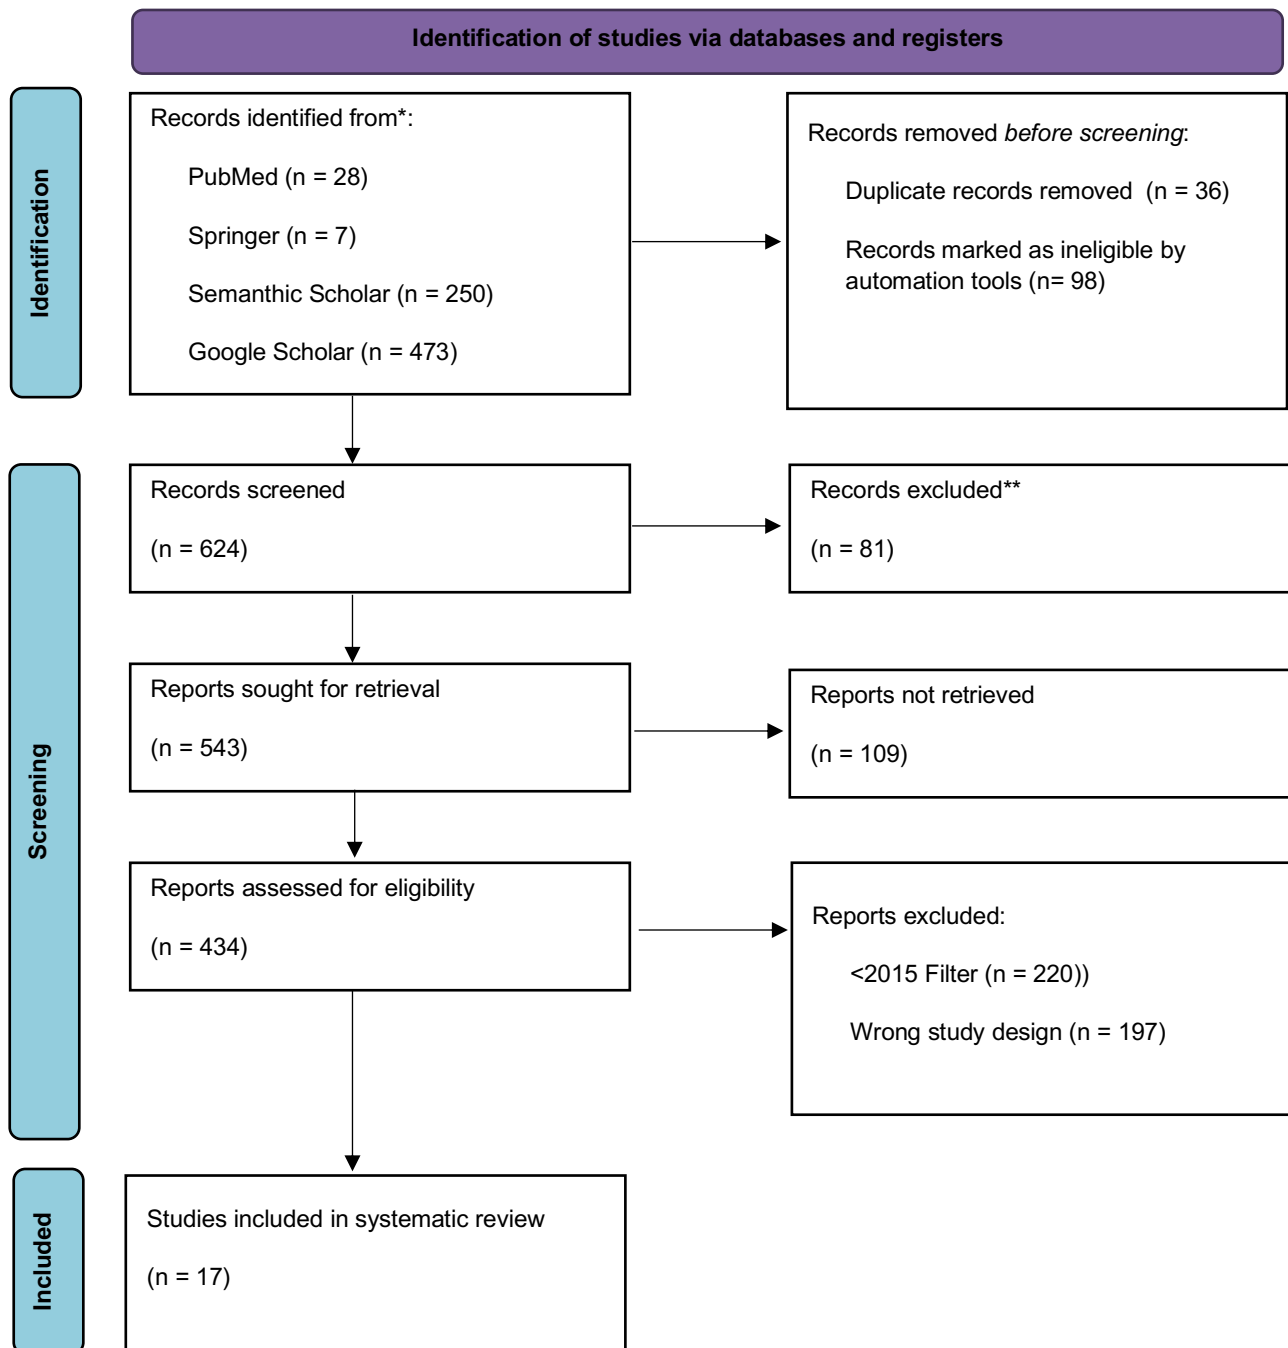 Identification of studies via databases and registers
Identification
Records identified from*:
PubMed (n = 28)
Springer (n = 7)
Semanthic Scholar (n = 250)
Google Scholar (n = 473)
Records removed before screening:
Duplicate records removed  (n = 36)
Records marked as ineligible by
automation tools (n= 98)
Screening
Records screened
(n = 624)
Records excluded**
(n = 81)
Reports sought for retrieval
(n = 543)
Reports not retrieved
(n = 109)
Reports assessed for eligibility
(n = 434)
Reports excluded:
<2015 Filter (n = 220))
Wrong study design (n = 197)
Included
Studies included in systematic review
(n = 17)